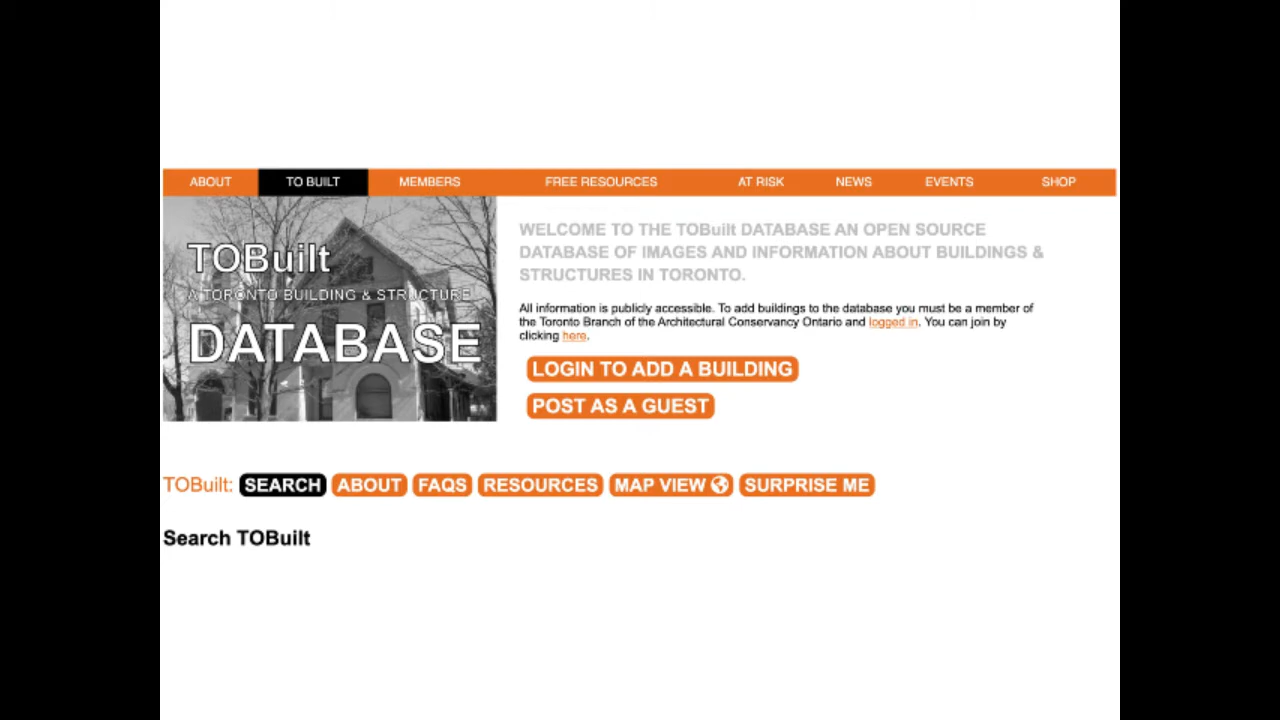 ABOUT TO BUILT MEMBERS FREE RESOURCES AT RISK NEWS EVENTS SHOP
TOBuilt
A TORONTO BUILDING & STRUCTURE
DATABASE
WELCOME TO THE TOBuilt DATABASE AN OPEN SOURCE
DATABASE OF IMAGES AND INFORMATION ABOUT BUILDINGS &
STRUCTURES IN TORONTO.
All information is publicly accessible. To add buildings to the database you must be a member of
the Toronto Branch of the Architectural Conservancy Ontario and logged in. You can join by
clicking here.
LOGIN TO ADD A BUILDING
POST AS A GUEST
TOBuilt: SEARCH ABOUT FAQS RESOURCES MAP VIEW SURPRISE ME
Search TOBuilt